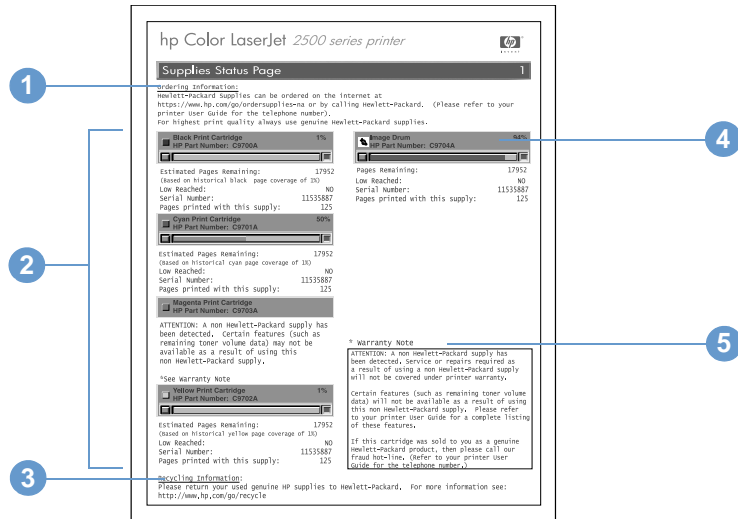 hp Color LaserJet 2500 series printer
hp
Supplies Status Page 1
1
Ordering Information:
Hewlett-Packard Supplies can be ordered on the internet at
https://www.hp.com/go/ordersupplies-na or by calling Hewlett-Packard. (Please refer to your
printer User Guide for the telephone number).
For highest print quality always use genuine Hewlett-Packard supplies.
2
Black Print Cartridge 1%
HP Part Number: C9700A
Estimated Pages Remaining: 17952
(Based on historical black page coverage of 1%)
Low Reached: NO
Serial Number: 11535887
Pages printed with this supply: 125
Cyan Print Cartridge 50%
HP Part Number: C9701A
Estimated Pages Remaining: 17952
(Based on historical cyan page coverage of 1%)
Low Reached: NO
Serial Number: 11535887
Pages printed with this supply: 125
Magenta Print Cartridge
HP Part Number: C9703A
ATTENTION: A non Hewlett-Packard supply has
been detected. Certain features (such as
remaining toner volume data) may not be
available as a result of using this
non Hewlett-Packard supply.
*See Warranty Note
Yellow Print Cartridge 1%
HP Part Number: C9702A
Estimated Pages Remaining: 17952
(Based on historical yellow page coverage of 1%)
Low Reached: NO
Serial Number: 11535887
Pages printed with this supply: 125
4
Image Drum 94%
HP Part Number: C9704A
Pages Remaining: 17952
Low Reached: NO
Serial Number: 11535887
Pages printed with this supply: 125
5
* Warranty Note
ATTENTION: A non Hewlett-Packard supply has
been detected. Service or repairs required as
a result of using a non Hewlett-Packard supply
will not be covered under printer warranty.
Certain features (such as remaining toner volume
data) will not be available as a result of using
this non Hewlett-Packard supply. Please refer
to your printer User Guide for a complete listing
of these features.
If this cartridge was sold to you as a genuine
Hewlett-Packard product, then please call our
fraud hot-line. (Refer to your printer User
Guide for the telephone number.)
3
Recycling Information:
Please return your used genuine HP supplies to Hewlett-Packard. For more information see:
http://www.hp.com/go/recycle